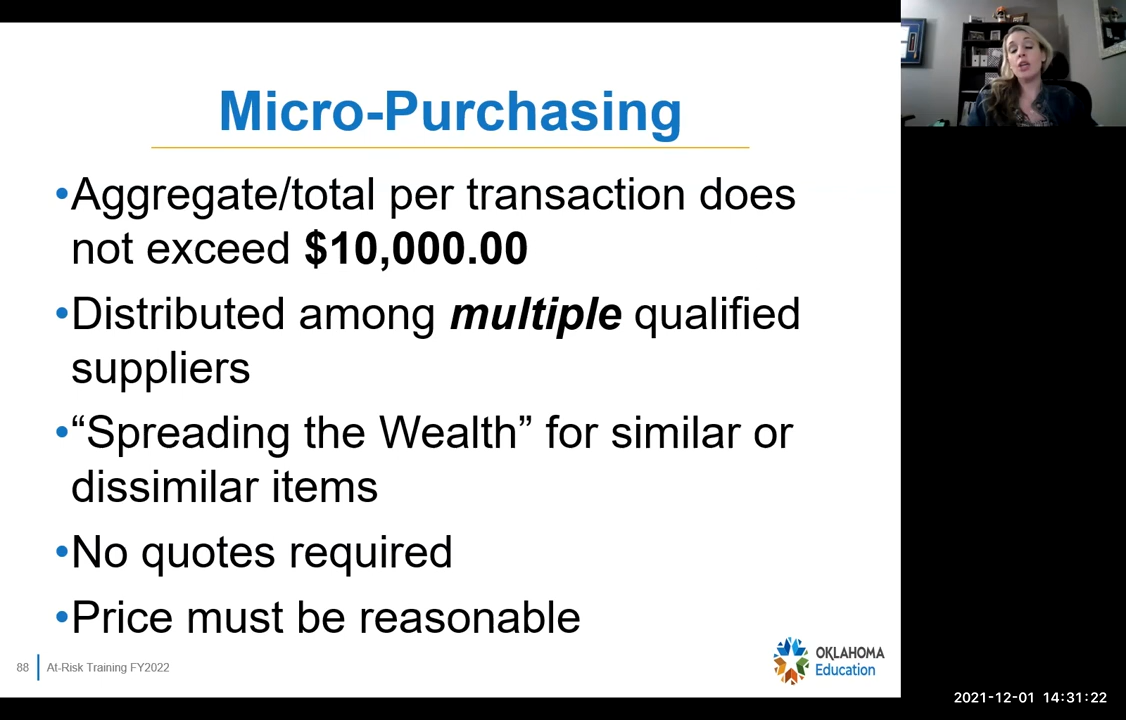 Micro-Purchasing
•Aggregate/total per transaction does
not exceed $10,000.00
•Distributed among multiple qualified
suppliers
•“Spreading the Wealth” for similar or
dissimilar items
•No quotes required
•Price must be reasonable
88 At-Risk Training FY2022
OKLAHOMA
Education
2021-12-01 14:31:22